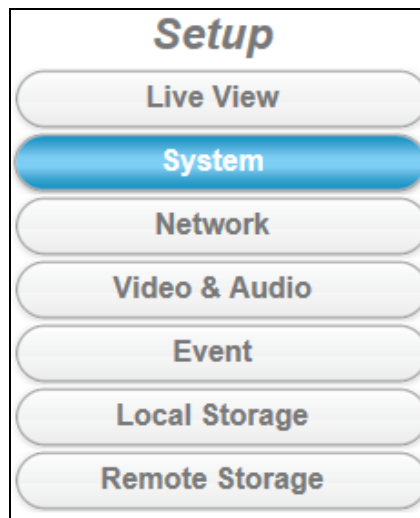 Setup
Live View
System
Network
Video & Audio
Event
Local Storage
Remote Storage